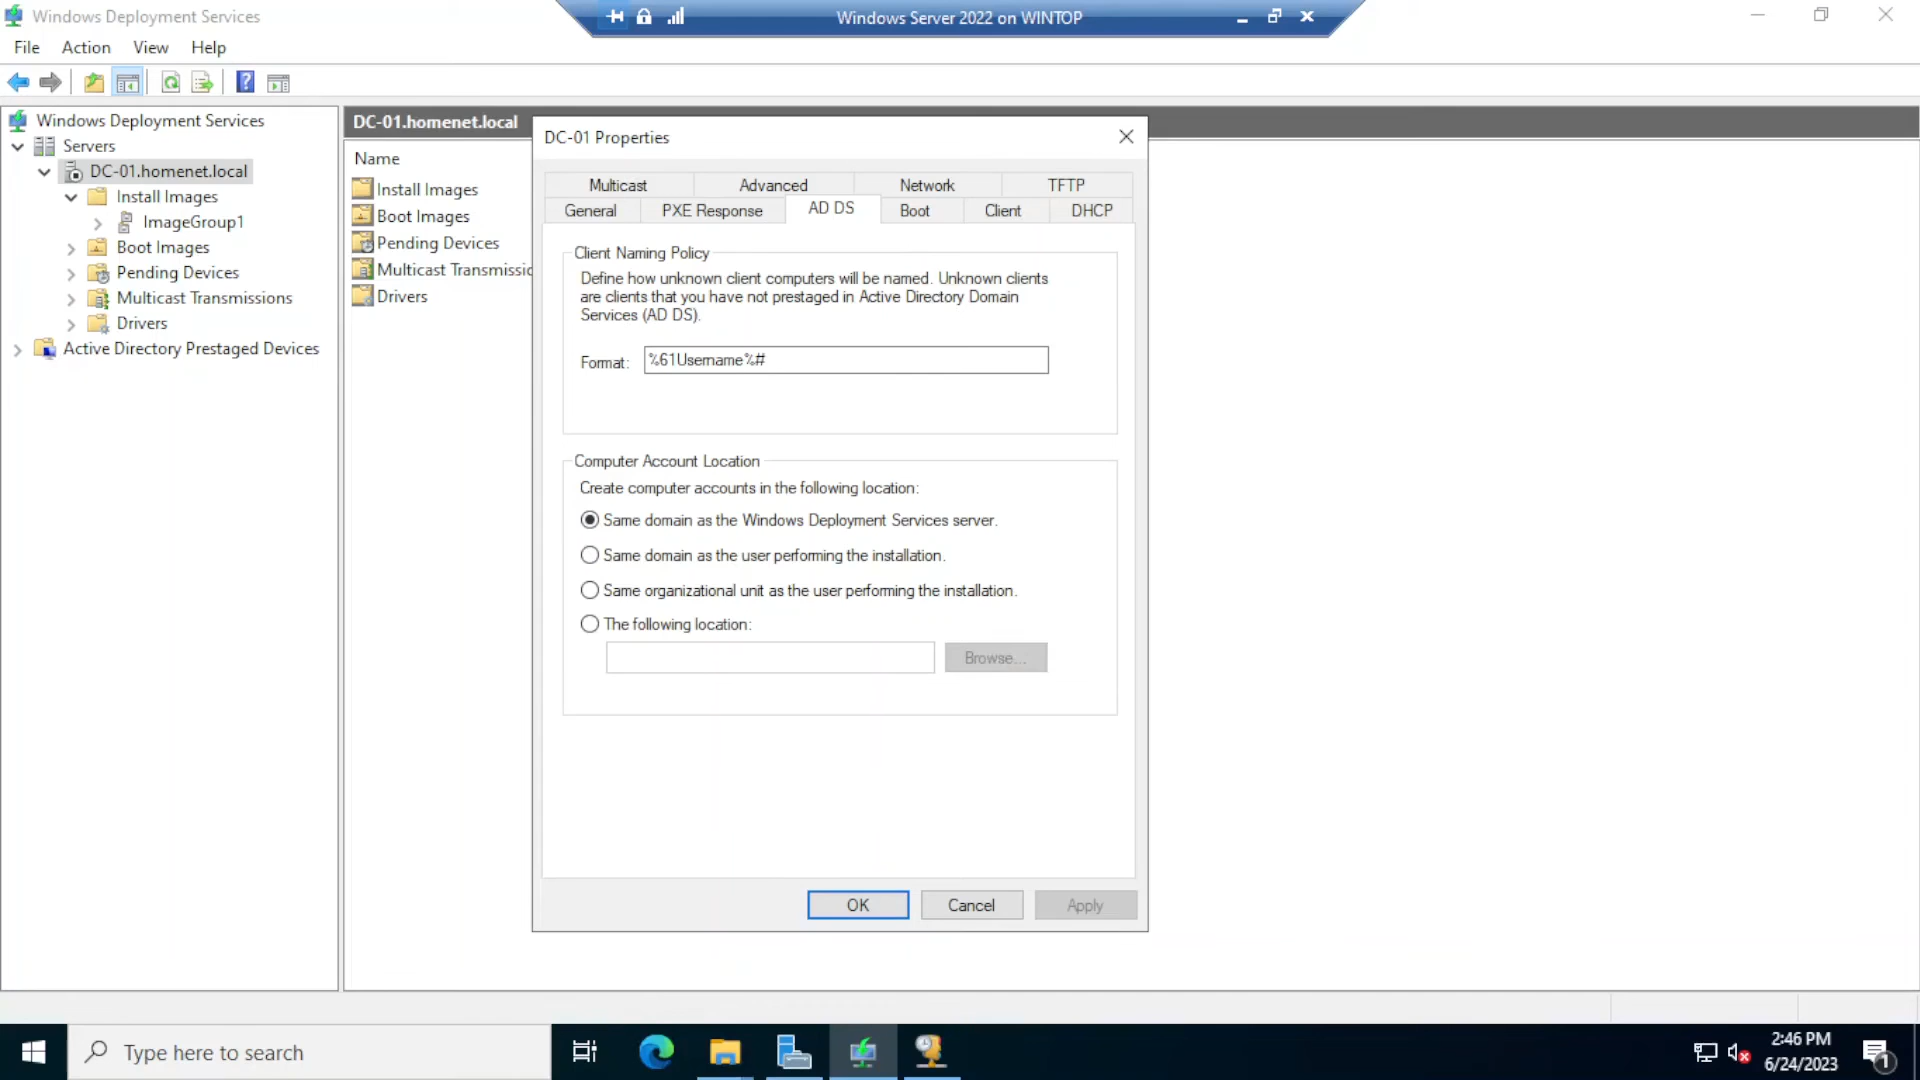 Windows Deployment Services
Windows Server 2022 on WINTOP
File Action View Help
Windows Deployment Services
Servers
DC-01.homenet.local
Install Images
ImageGroup1
Boot Images
Pending Devices
Multicast Transmissions
Drivers
Active Directory Prestaged Devices
DC-01.homenet.local
Name
Install Images
Boot Images
Pending Devices
Multicast Transmissic
Drivers
DC-01 Properties
Multicast Advanced Network TFTP
General PXE Response AD DS Boot Client DHCP
Client Naming Policy
Define how unknown client computers will be named. Unknown clients
are clients that you have not prestaged in Active Directory Domain
Services (AD DS).
Format: %61Username%#
Computer Account Location
Create computer accounts in the following location:
Same domain as the Windows Deployment Services server.
Same domain as the user performing the installation.
Same organizational unit as the user performing the installation.
The following location:
Browse...
OK Cancel Apply
Type here to search
2:46 PM
6/24/2023
1